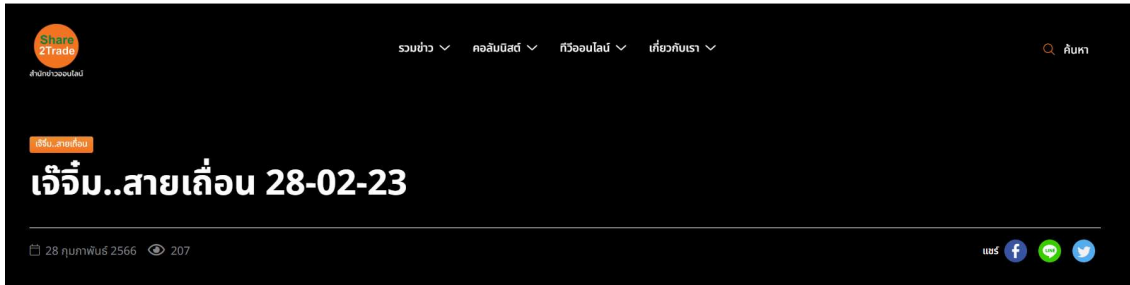 Share
2Trade
สำนักข่าวออนไลน์
รวมข่าว คอลัมนิสต์ ทีวีออนไลน์ เกี่ยวกับเรา
ค้นหา
เจ๊จิ๋ม..สายเถื่อน
เจ๊จิ๋ม..สายเถื่อน 28-02-23
28 กุมภาพันธ์ 2566 207
แชร์
LINE